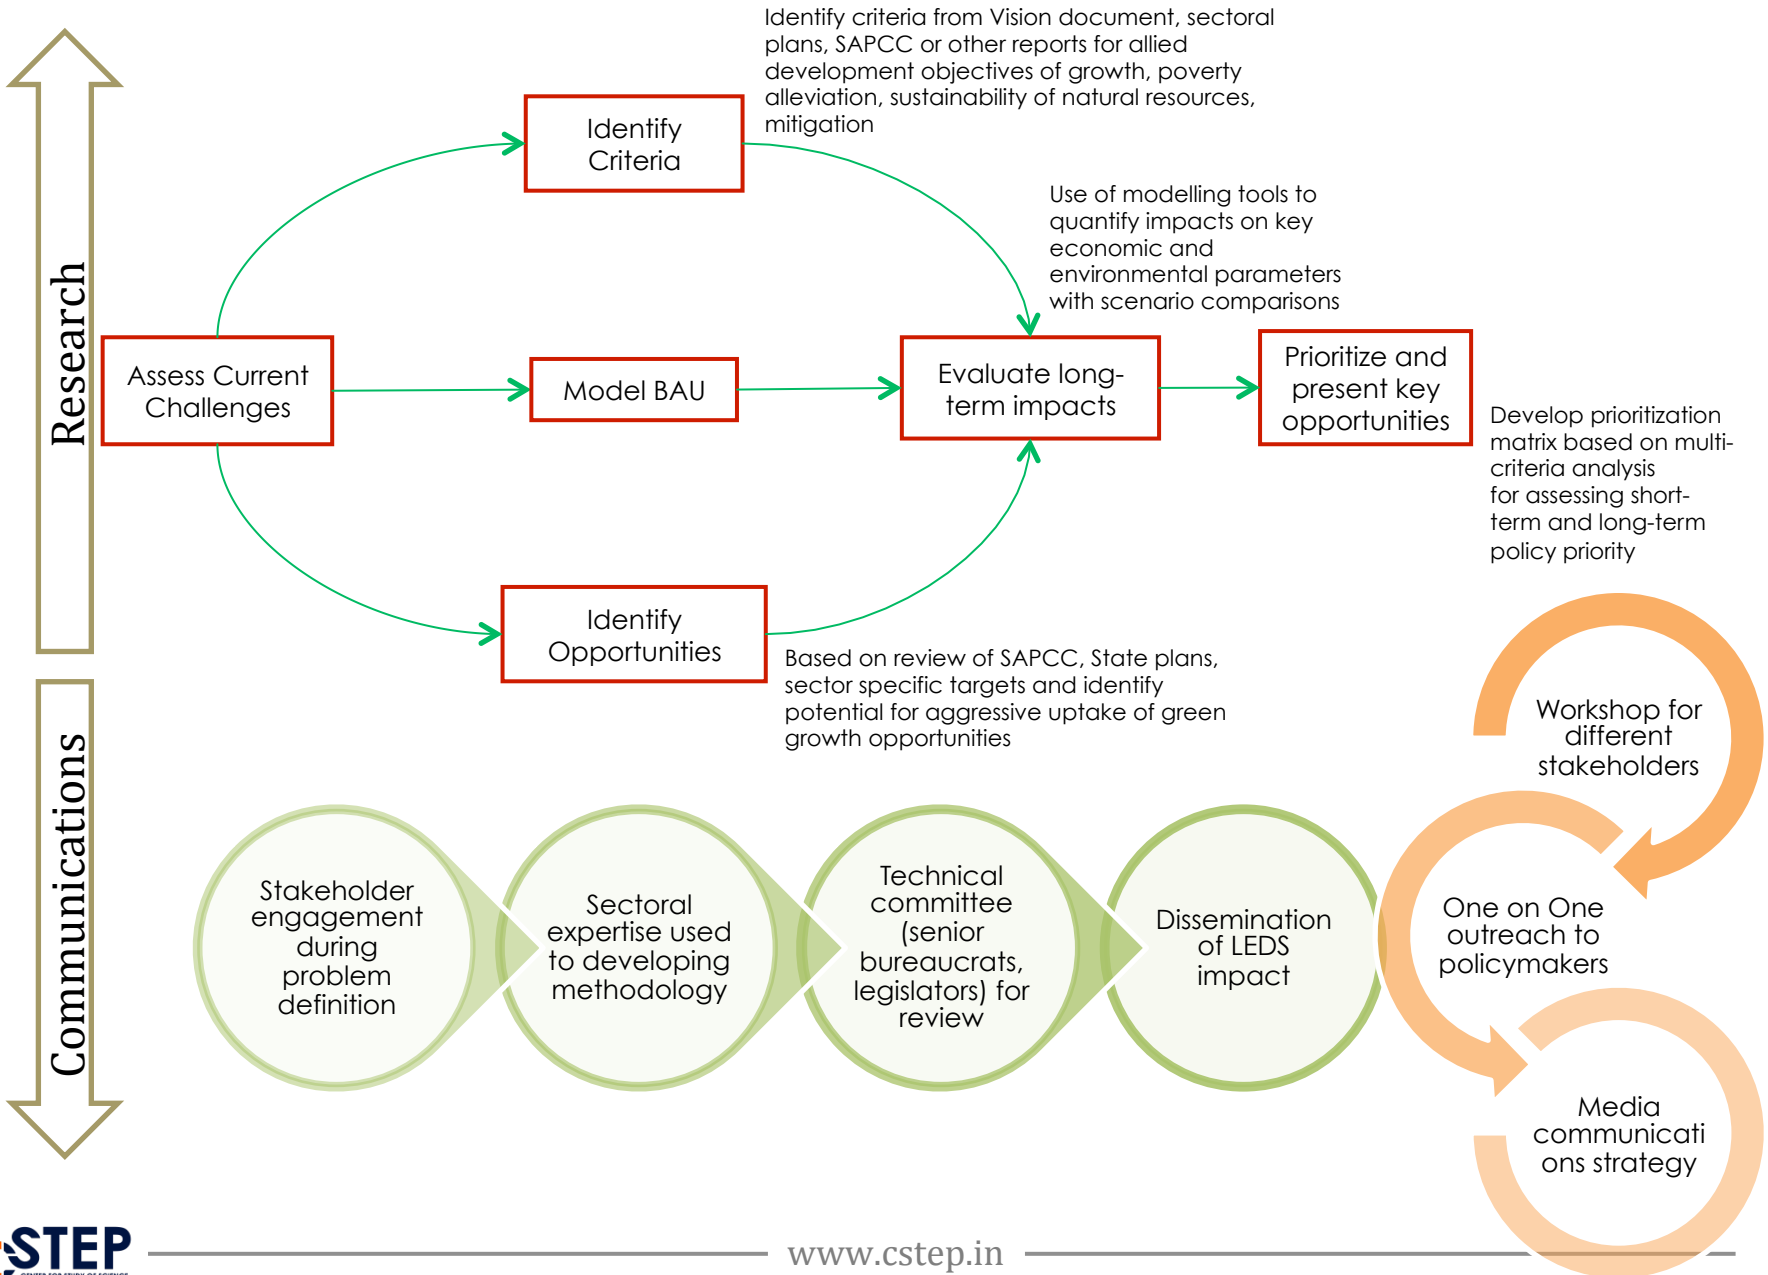 Identify criteria from Vision document, sectoral
plans, SAPCC or other reports for allied
development objectives of growth, poverty
alleviation, sustainability of natural resources,
mitigation
Identify
Criteria
Use of modelling tools to
quantify impacts on key
economic and
environmental parameters
with scenario comparisons
Research
Assess Current
Challenges
Model BAU
Evaluate long-
term impacts
Prioritize and
present key
opportunities
Develop prioritization
matrix based on multi-
criteria analysis
for assessing short-
term and long-term
policy priority
Identify
Opportunities
Based on review of SAPCC, State plans,
sector specific targets and identify
potential for aggressive uptake of green
growth opportunities
Communications
Stakeholder
engagement
during
problem
definition
Sectoral
expertise used
to developing
methodology
Technical
committee
(senior
bureaucrats,
legislators) for
review
Dissemination
of LEDS
impact
Workshop for
different
stakeholders
One on One
outreach to
policymakers
Media
communicati
ons strategy
STEP
www.cstep.in